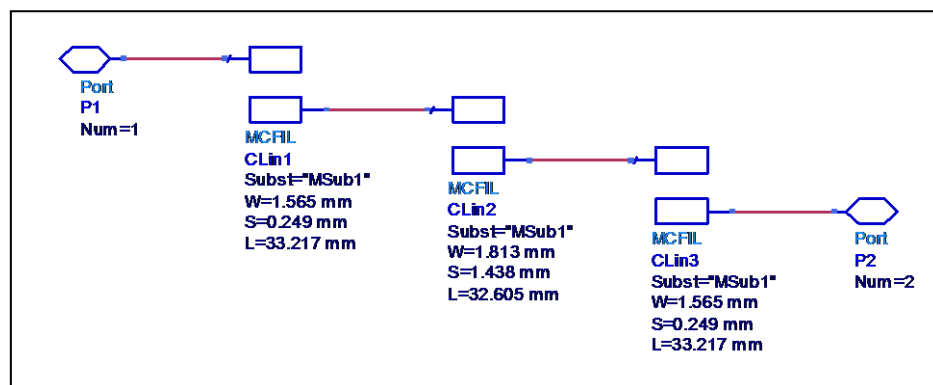 Port
P1
Num=1
MCFIL
CLin1
Subst="MSub1"
W=1.565 mm
S=0.249 mm
L=33.217 mm
MCFIL
CLin2
Subst="MSub1"
W=1.813 mm
S=1.438 mm
L=32.605 mm
MCFIL
CLin3
Subst="MSub1"
W=1.565 mm
S=0.249 mm
L=33.217 mm
Port
P2
Num=2